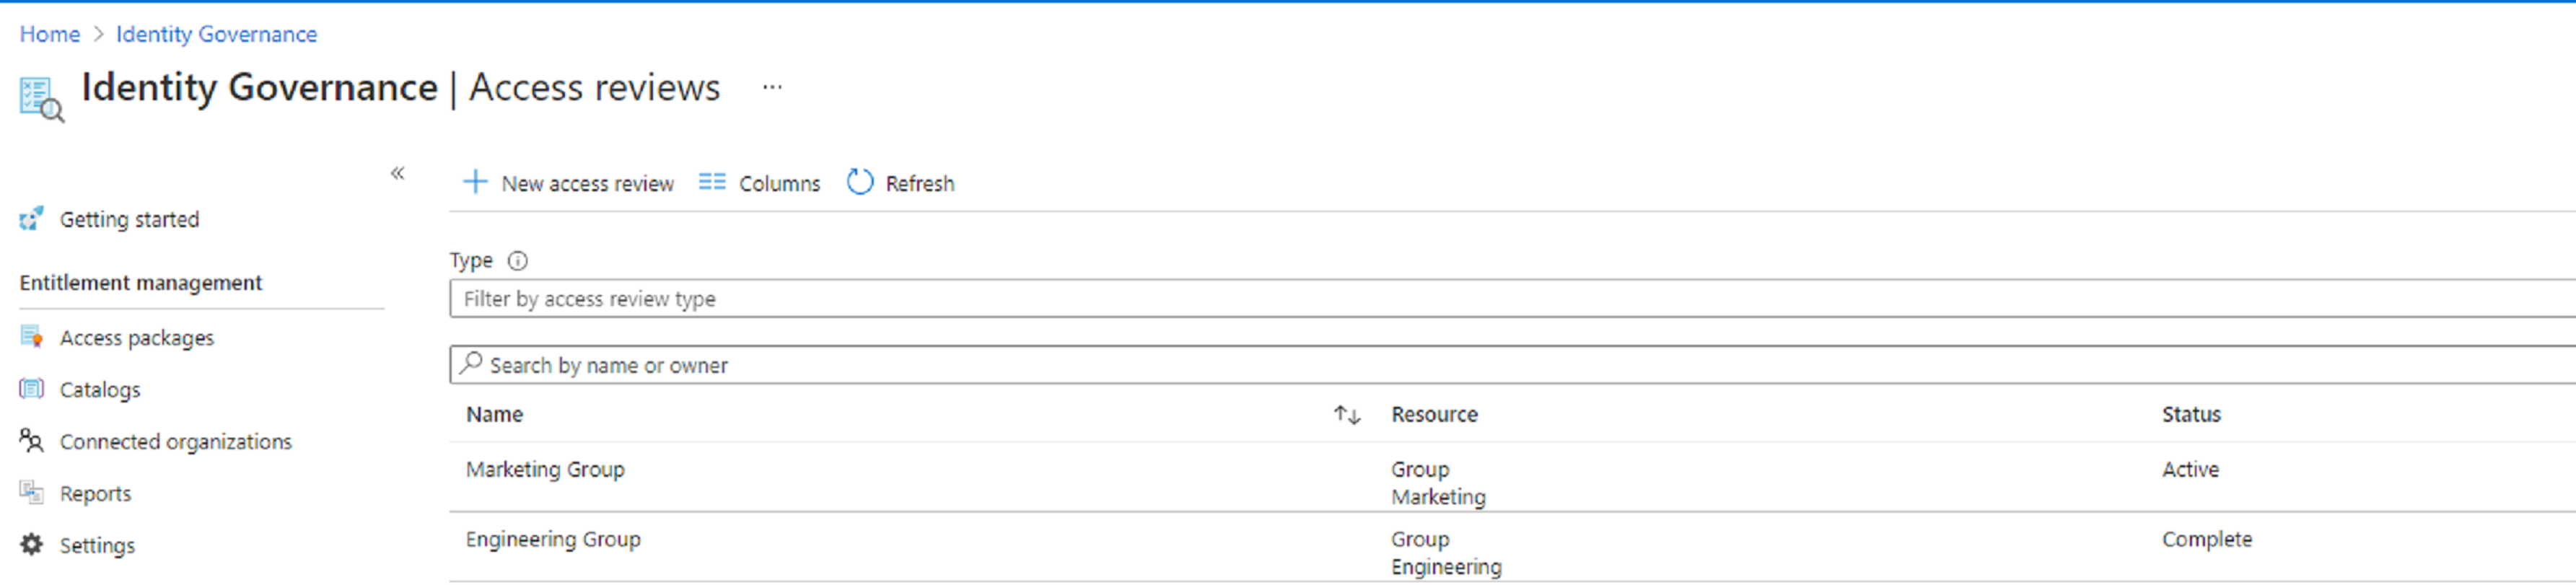 Home > Identity Governance
Identity Governance | Access reviews ...
«
Getting started
Entitlement management
Access packages
Catalogs
Connected organizations
Reports
Settings
New access review Columns Refresh
Type
Filter by access review type
Search by name or owner
Name Resource Status
Marketing Group Group Active
Marketing
Engineering Group Group Complete
Engineering